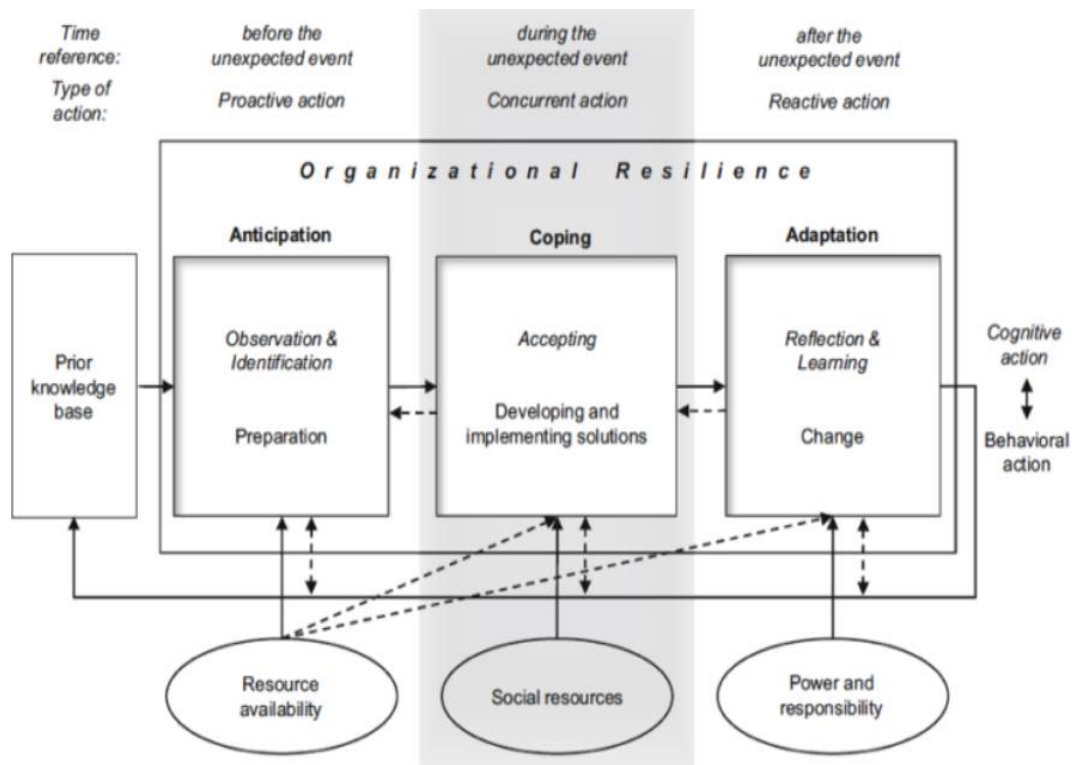 Time reference:
before the unexpected event
during the unexpected event
after the unexpected event
Type of action:
Proactive action
Concurrent action
Reactive action
Organizational Resilience
Anticipation
Coping
Adaptation
Prior
knowledge
base
Observation &
Identification
Preparation
Accepting
Developing and
implementing solutions
Reflection &
Learning
Change
Cognitive
action
Behavioral
action
Resource
availability
Social resources
Power and
responsibility